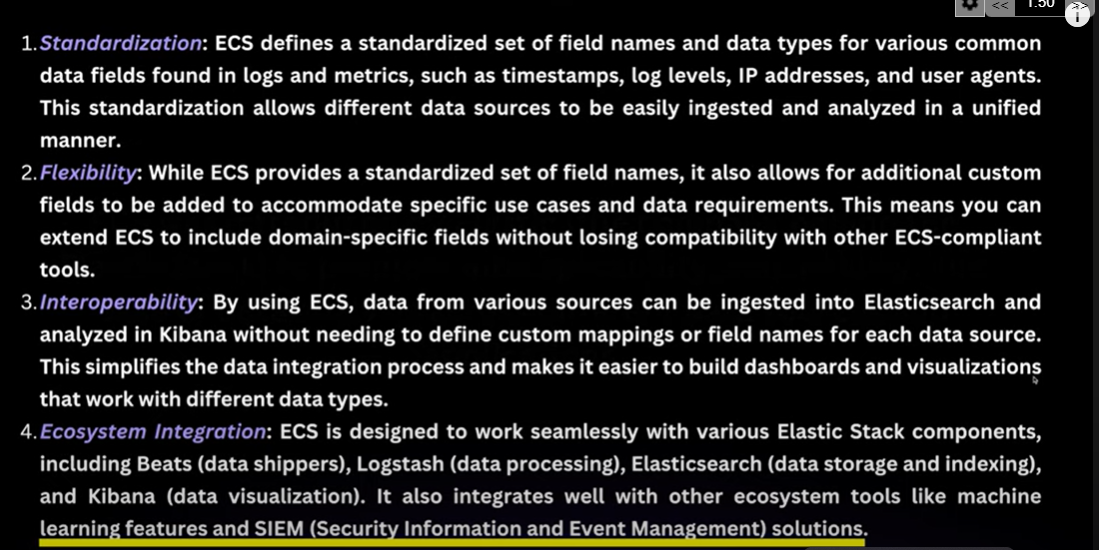 << 1.50 >>
1. Standardization: ECS defines a standardized set of field names and data types for various common
data fields found in logs and metrics, such as timestamps, log levels, IP addresses, and user agents.
This standardization allows different data sources to be easily ingested and analyzed in a unified
manner.
2. Flexibility: While ECS provides a standardized set of field names, it also allows for additional custom
fields to be added to accommodate specific use cases and data requirements. This means you can
extend ECS to include domain-specific fields without losing compatibility with other ECS-compliant
tools.
3. Interoperability: By using ECS, data from various sources can be ingested into Elasticsearch and
analyzed in Kibana without needing to define custom mappings or field names for each data source.
This simplifies the data integration process and makes it easier to build dashboards and visualizations
that work with different data types.
4. Ecosystem Integration: ECS is designed to work seamlessly with various Elastic Stack components,
including Beats (data shippers), Logstash (data processing), Elasticsearch (data storage and indexing),
and Kibana (data visualization). It also integrates well with other ecosystem tools like machine
learning features and SIEM (Security Information and Event Management) solutions.